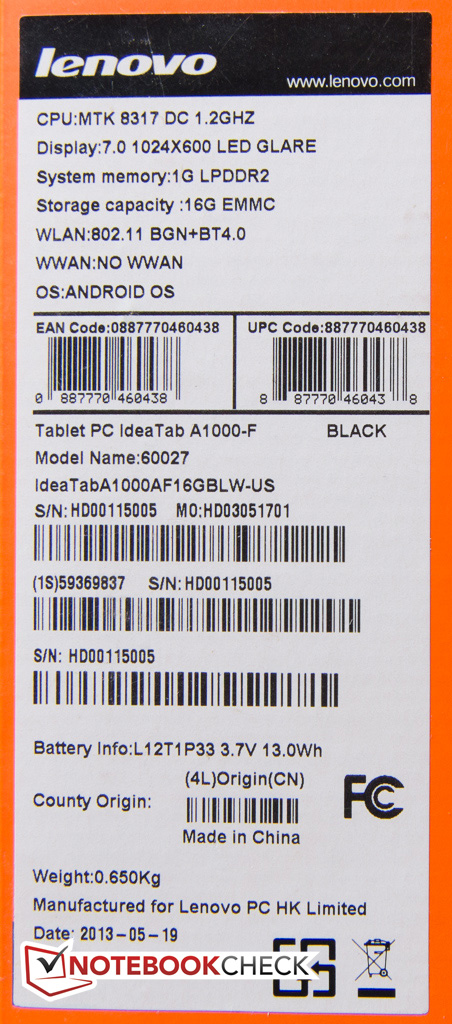 lenovo
www.lenovo.com
CPU:MTK 8317 DC 1.2GHZ
Display:7.0 1024X600 LED GLARE
System memory:1G LPDDR2
Storage capacity :16G EMMC
WLAN:802.11 BGN+BT4.0
WWAN:NO WWAN
OS:ANDROID OS
EAN Code:0887770460438
0 887770 460438
UPC Code:887770460438
8 87770 46043 8
Tablet PC IdeaTab A1000-F BLACK
Model Name:60027
IdeaTabA1000AF16GBLW-US
S/N: HD00115005 MO:HD03051701
(1S)59369837 S/N: HD00115005
S/N: HD00115005
Battery Info:L12T1P33 3.7V 13.0Wh
(4L)Origin(CN)
County Origin:
FC
Made in China
Weight:0.650Kg
Manufactured for Lenovo PC HK Limited
Date: 2013-05-19
NOTEBOOKCHECK